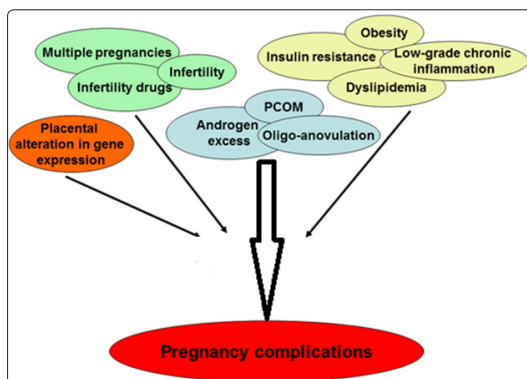 Multiple pregnancies
Infertility
Infertility drugs
Obesity
Insulin resistance
Low-grade chronic
inflammation
Dyslipidemia
PCOM
Androgen
excess
Oligo-anovulation
Placental
alteration in gene
expression
Pregnancy complications